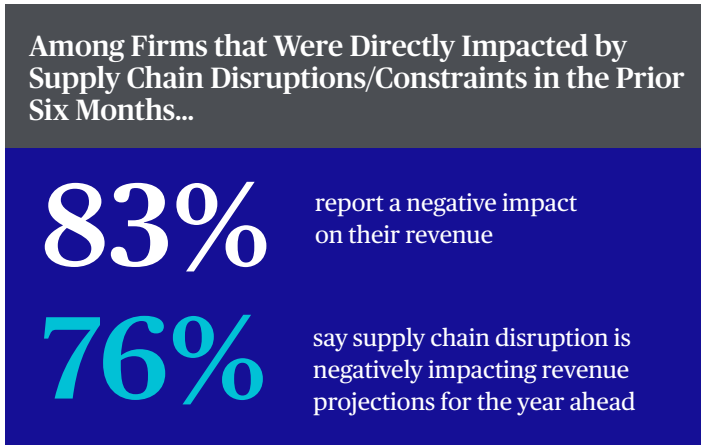 Among Firms that Were Directly Impacted by
Supply Chain Disruptions/Constraints in the Prior
Six Months...
83%
report a negative impact
on their revenue
76%
say supply chain disruption is
negatively impacting revenue
projections for the year ahead